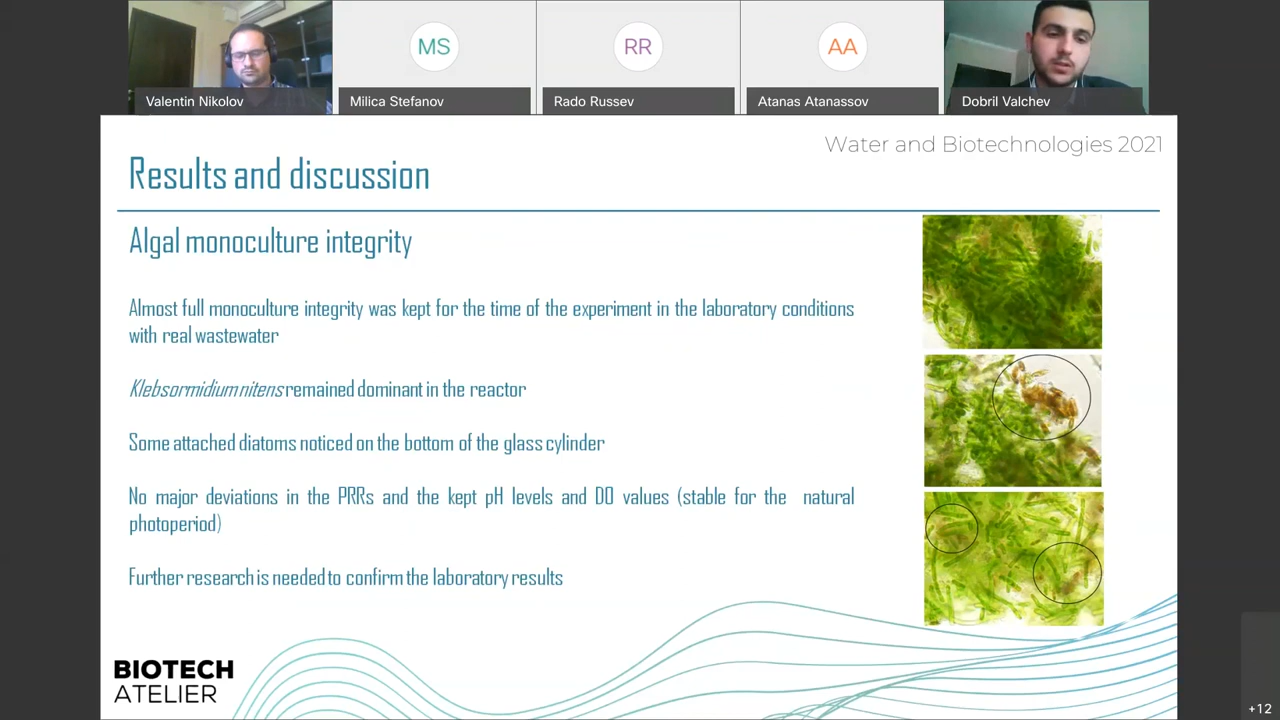 MS
RR
AA
Valentin Nikolov
Milica Stefanov
Rado Russev
Atanas Atanassov
Dobril Valchev
Water and Biotechnologies 2021
Results and discussion
Algal monoculture integrity
Almost full monoculture integrity was kept for the time of the experiment in the laboratory conditions
with real wastewater
Klebsormidium nitens remained dominant in the reactor
Some attached diatoms noticed on the bottom of the glass cylinder
No major deviations in the PRRs and the kept pH levels and DO values (stable for the natural
photoperiod)
Further research is needed to confirm the laboratory results
BIOTECH
ATELIER
+12